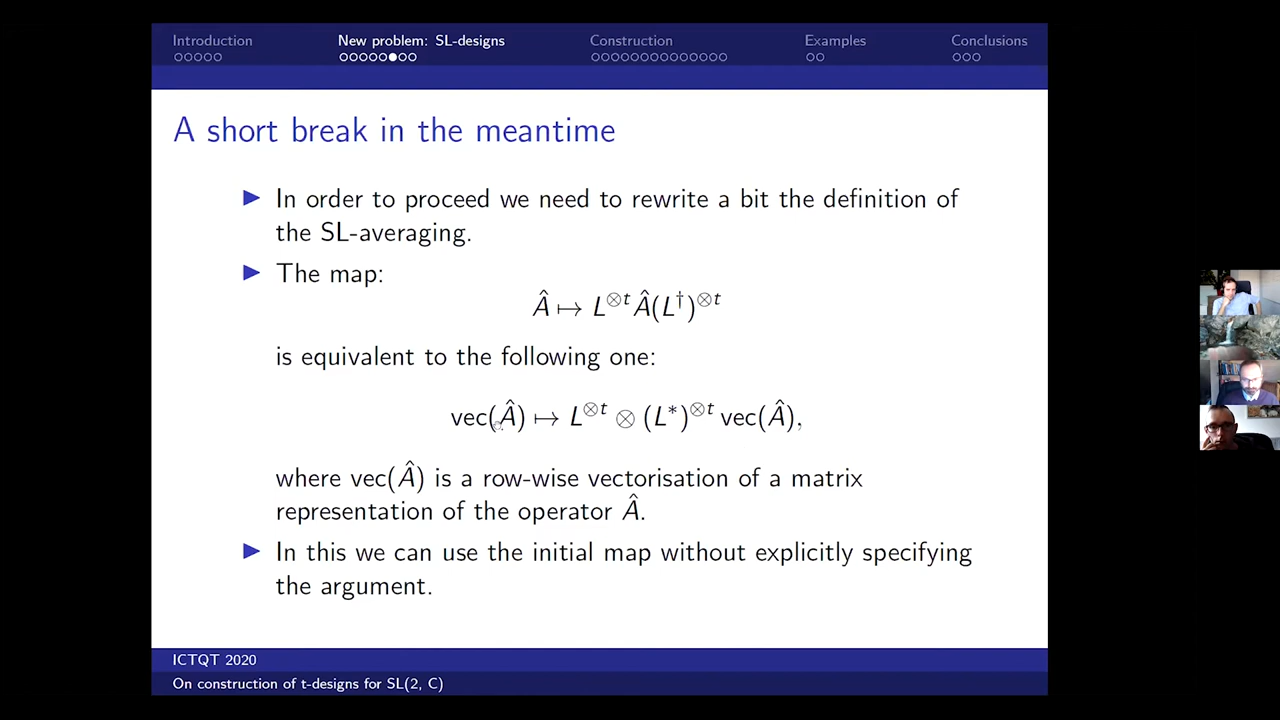 Introduction New problem: SL-designs Construction Examples Conclusions
A short break in the meantime
▶ In order to proceed we need to rewrite a bit the definition of
the SL-averaging.
▶ The map:
Â ↦ L^{⊗t} Â(L^†)^{⊗t}
is equivalent to the following one:
vec(Â) ↦ L^{⊗t} ⊗ (L^*)^{⊗t} vec(Â),
where vec(Â) is a row-wise vectorisation of a matrix
representation of the operator Â.
▶ In this we can use the initial map without explicitly specifying
the argument.
ICTQT 2020
On construction of t-designs for SL(2, C)